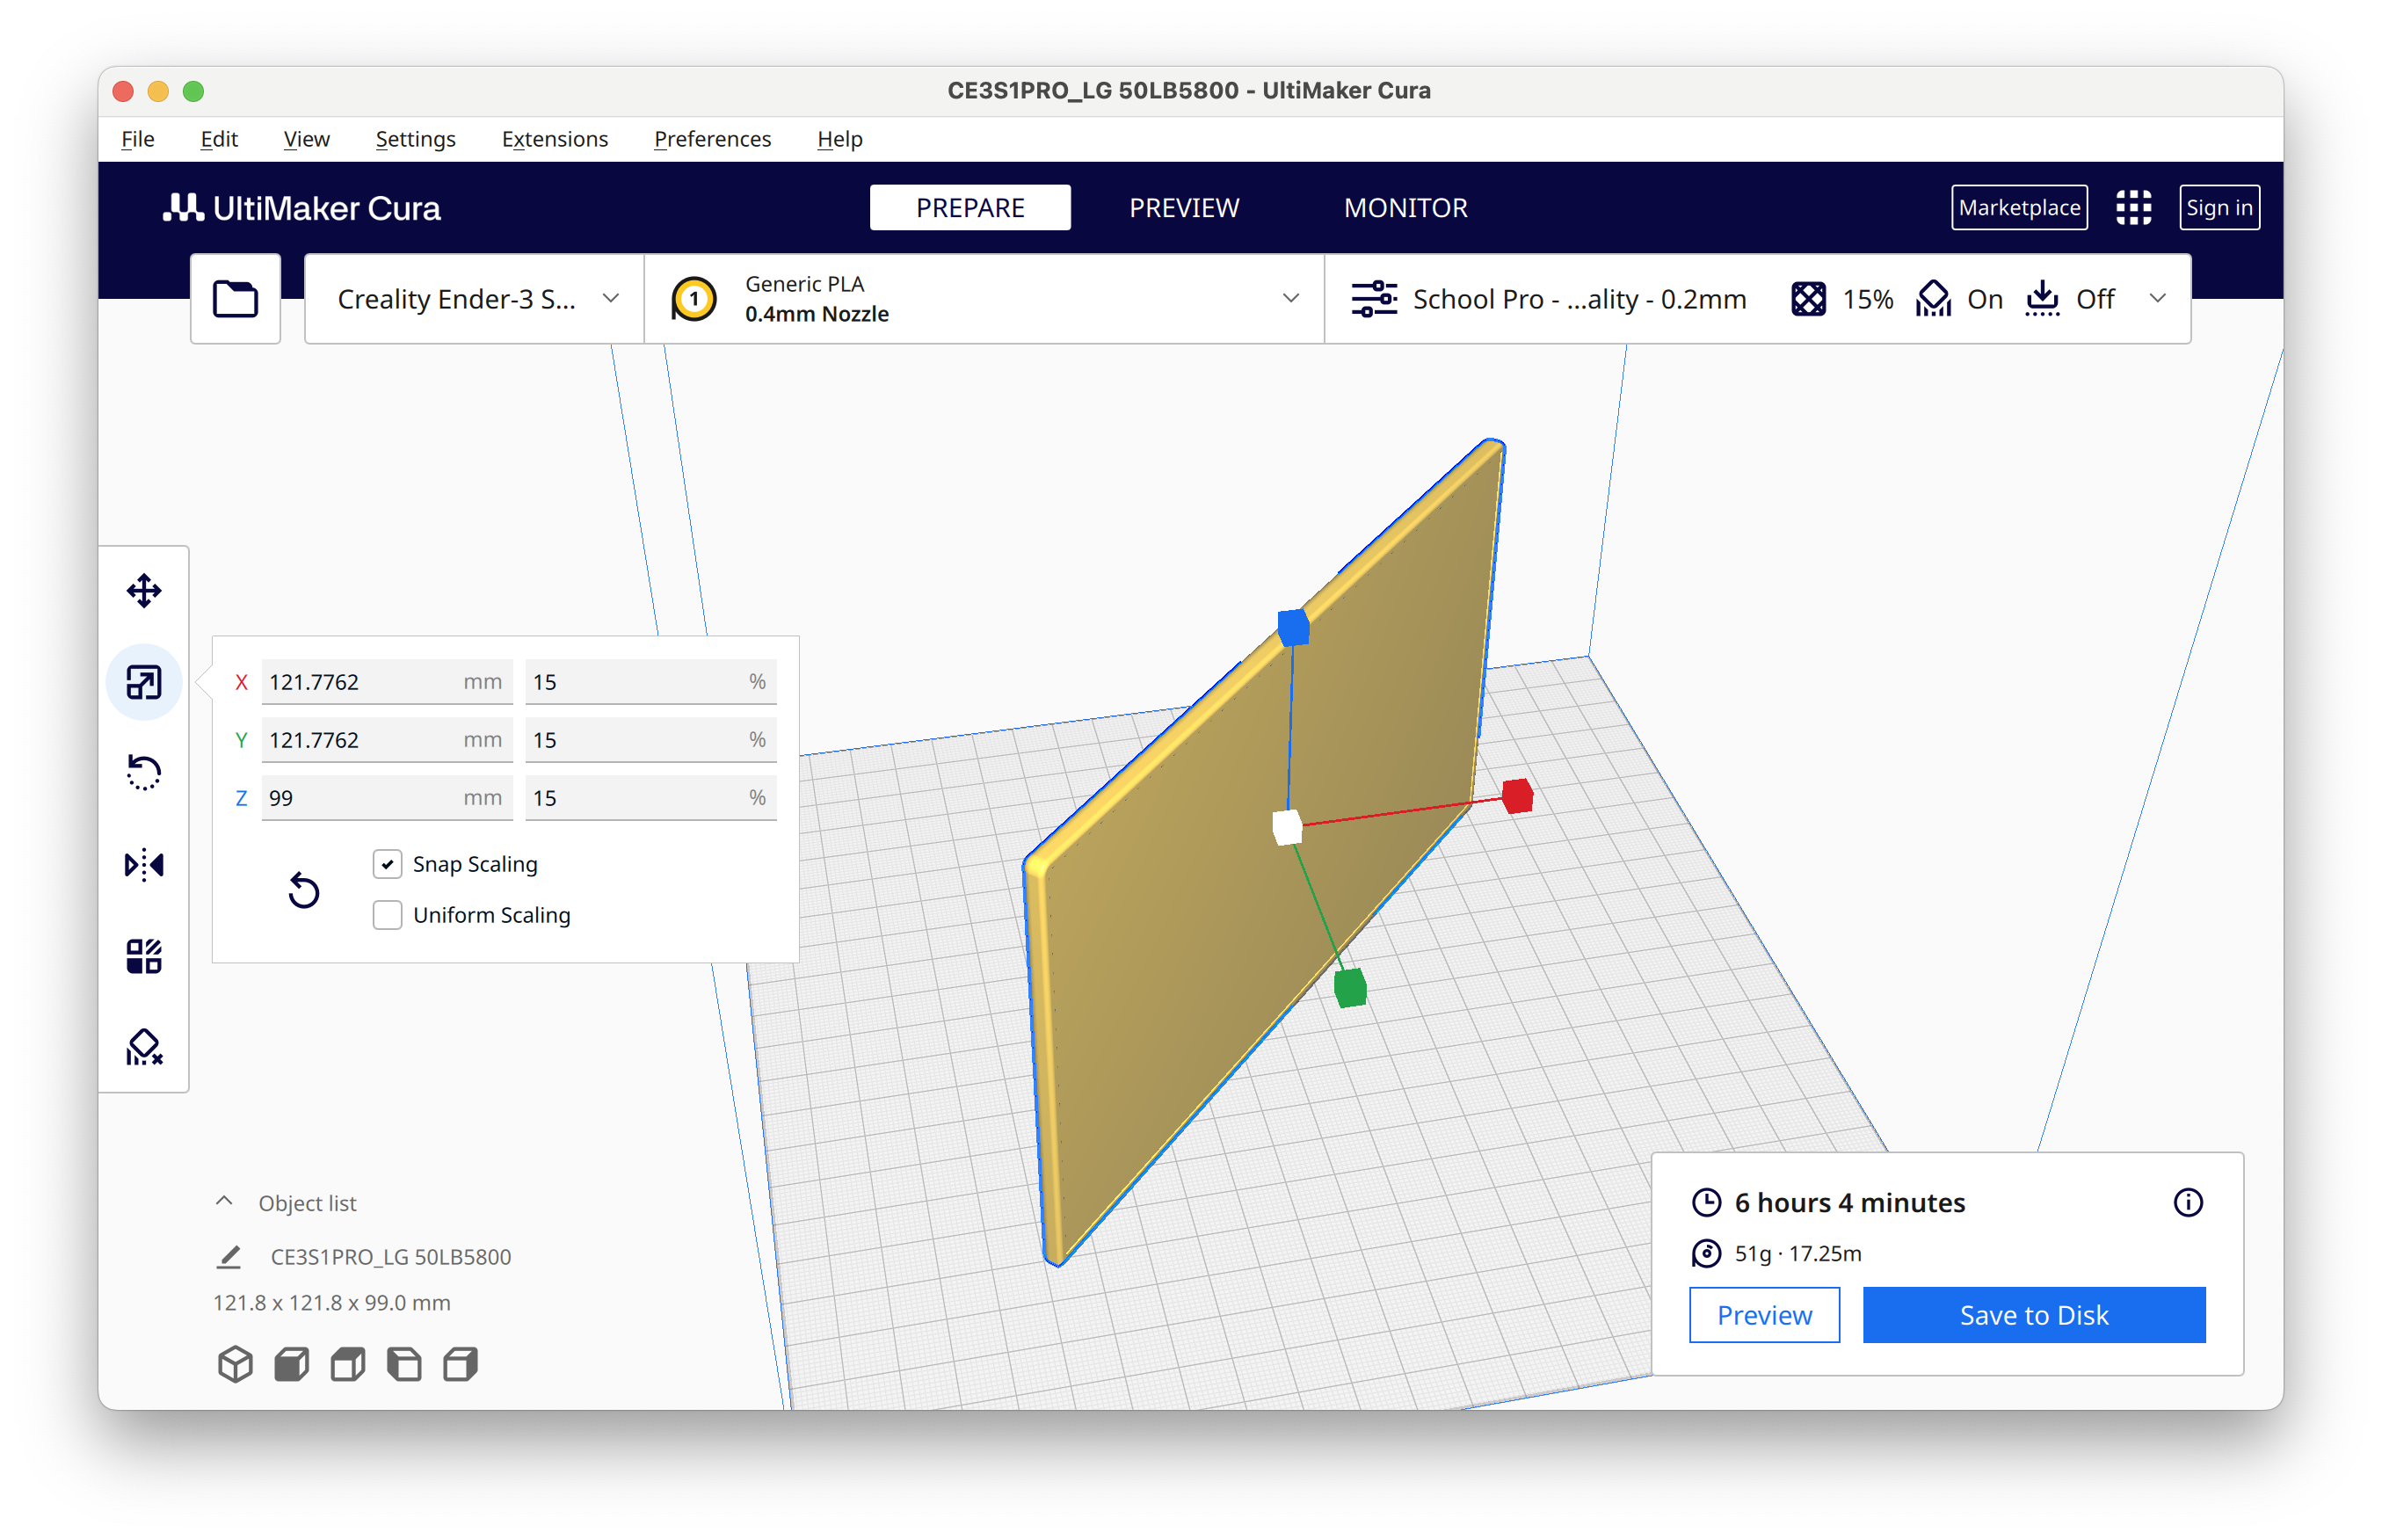 CE3S1PRO_LG 50LB5800 - UltiMaker Cura
File Edit View Settings Extensions Preferences Help
UltiMaker Cura
PREPARE PREVIEW MONITOR
Marketplace Sign in
Creality Ender-3 S...
1
Generic PLA
0.4mm Nozzle
School Pro - ...ality - 0.2mm 15% On Off
X 121.7762 mm 15 %
Y 121.7762 mm 15 %
Z 99 mm 15 %
Snap Scaling
Uniform Scaling
Object list
CE3S1PRO_LG 50LB5800
121.8 x 121.8 x 99.0 mm
6 hours 4 minutes
51g · 17.25m
Preview Save to Disk